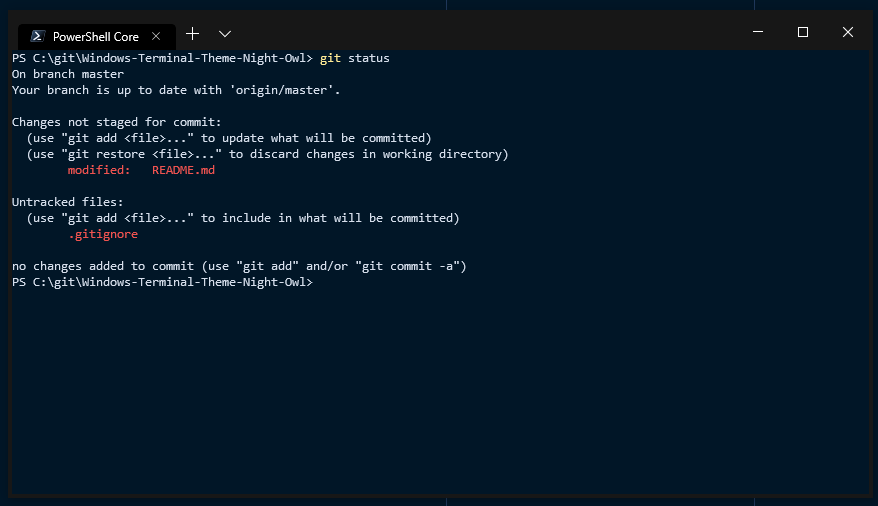 PowerShell Core
PS C:\git\Windows-Terminal-Theme-Night-Owl> git status
On branch master
Your branch is up to date with 'origin/master'.
Changes not staged for commit:
  (use "git add <file>..." to update what will be committed)
  (use "git restore <file>..." to discard changes in working directory)
        modified:   README.md
Untracked files:
  (use "git add <file>..." to include in what will be committed)
        .gitignore
no changes added to commit (use "git add" and/or "git commit -a")
PS C:\git\Windows-Terminal-Theme-Night-Owl>